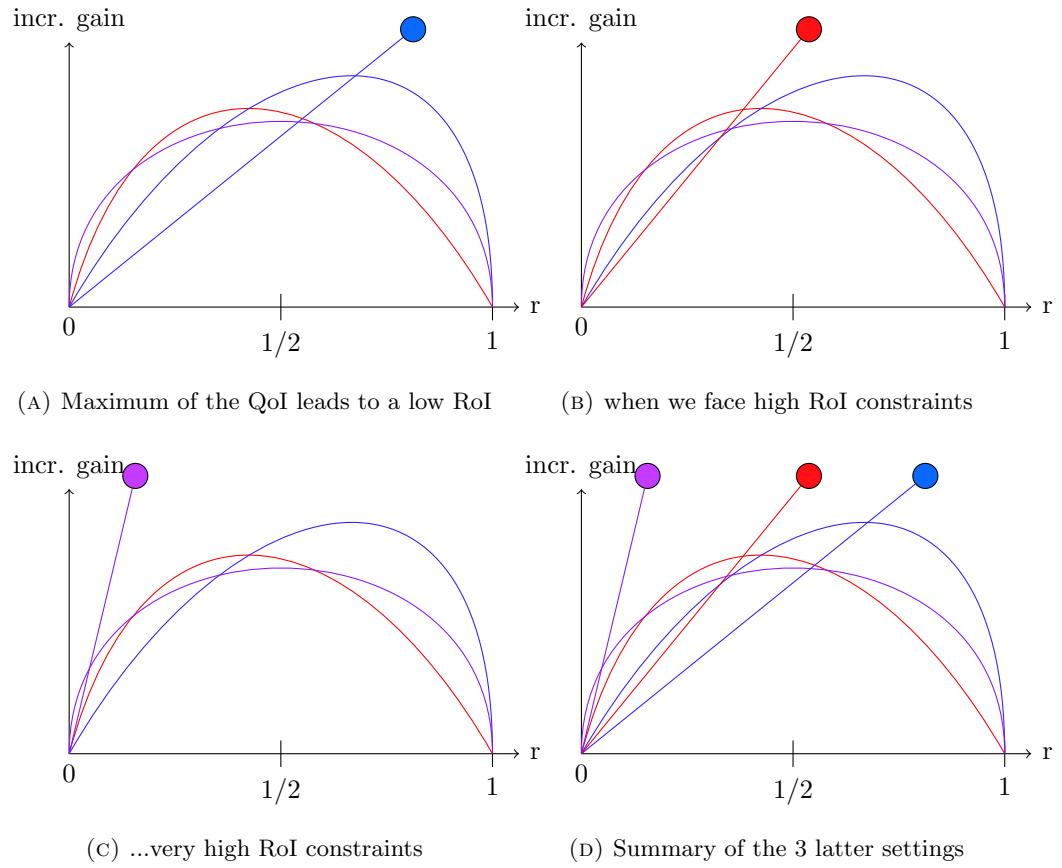 incr. gain
r
0
1/2
1
(A) Maximum of the QoI leads to a low RoI
incr. gain
r
0
1/2
1
(B) when we face high RoI constraints
incr. gain
r
0
1/2
1
(C) ...very high RoI constraints
incr. gain
r
0
1/2
1
(D) Summary of the 3 latter settings